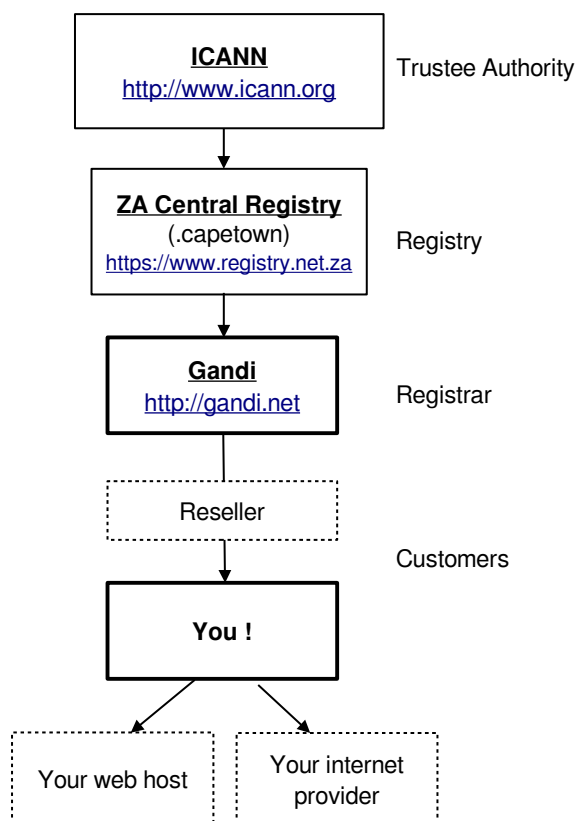 ICANN
http://www.icann.org
Trustee Authority
ZA Central Registry
(.capetown)
https://www.registry.net.za
Registry
Gandi
http://gandi.net
Registrar
Reseller
Customers
You !
Your web host
Your internet
provider